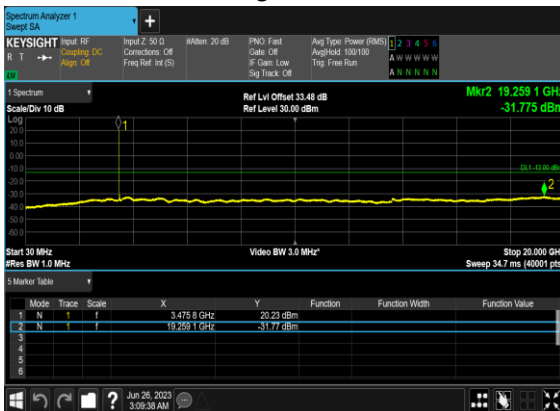 Spectrum Analyzer 1
Swept SA
+
KEYSIGHT Input: RF Input Z: 50 Ω #Atten: 20 dB PNO: Fast Avg Type: Power (RMS) 1 2 3 4 5 6
R T Coupling: DC Corrections: Off Gate: Off Avg|Hold: 100/100 A W W W W W
Align: Off Freq Ref: Int (S) IF Gain: Low Trig: Free Run
LV Sig Track: Off A N N N N N
1 Spectrum Ref Lvl Offset 33.48 dB Mkr2 19.259 1 GHz
Scale/Div 10 dB Ref Level 30.00 dBm -31.775 dBm
Log
1
20.0
10.0
0.00
-10.0
DL1 -13.00 dBm
-20.0
2
-30.0
-40.0
-50.0
-60.0
Start 30 MHz Video BW 3.0 MHz* Stop 20.000 GHz
#Res BW 1.0 MHz Sweep 34.7 ms (40001 pts)
5 Marker Table
Mode Trace Scale X Y Function Function Width Function Value
1 N 1 f 3.475 8 GHz 20.23 dBm
2 N 1 f 19.259 1 GHz -31.77 dBm
3
4
5
6
? Jun 26, 2023
3:09:38 AM